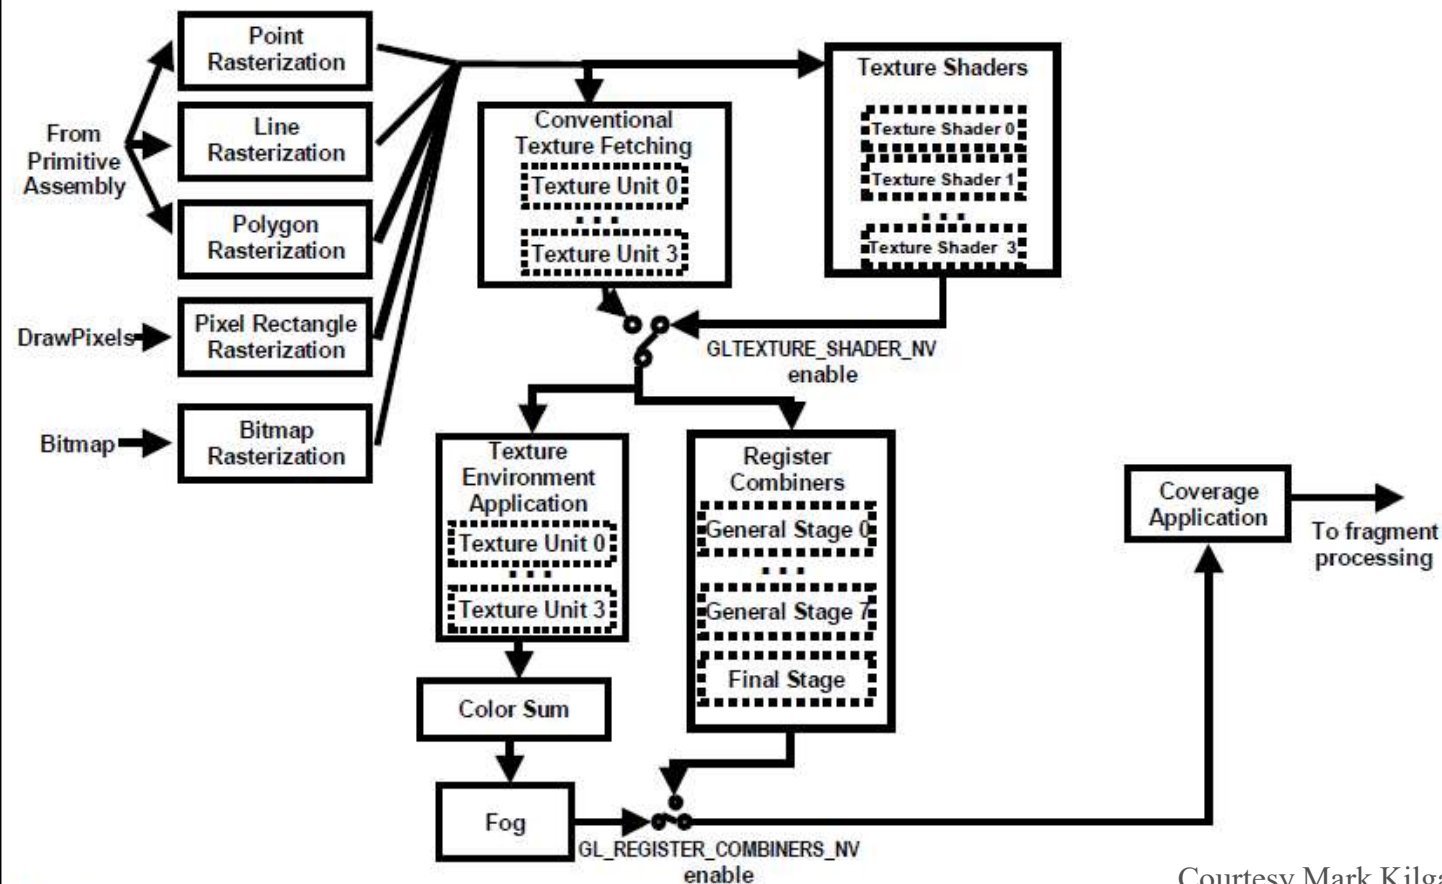 Point
Rasterization
Line
Rasterization
From
Primitive
Assembly
Polygon
Rasterization
DrawPixels
Pixel Rectangle
Rasterization
Bitmap
Bitmap
Rasterization
Conventional
Texture Fetching
Texture Unit 0
...
Texture Unit 3
Texture Shaders
Texture Shader 0
Texture Shader 1
...
Texture Shader 3
GLTEXTURE_SHADER_NV
enable
Texture
Environment
Application
Texture Unit 0
...
Texture Unit 3
Color Sum
Fog
Register
Combiners
General Stage 0
...
General Stage 7
Final Stage
GL_REGISTER_COMBINERS_NV
enable
Coverage
Application
To fragment
processing
Courtesy Mark Kilga